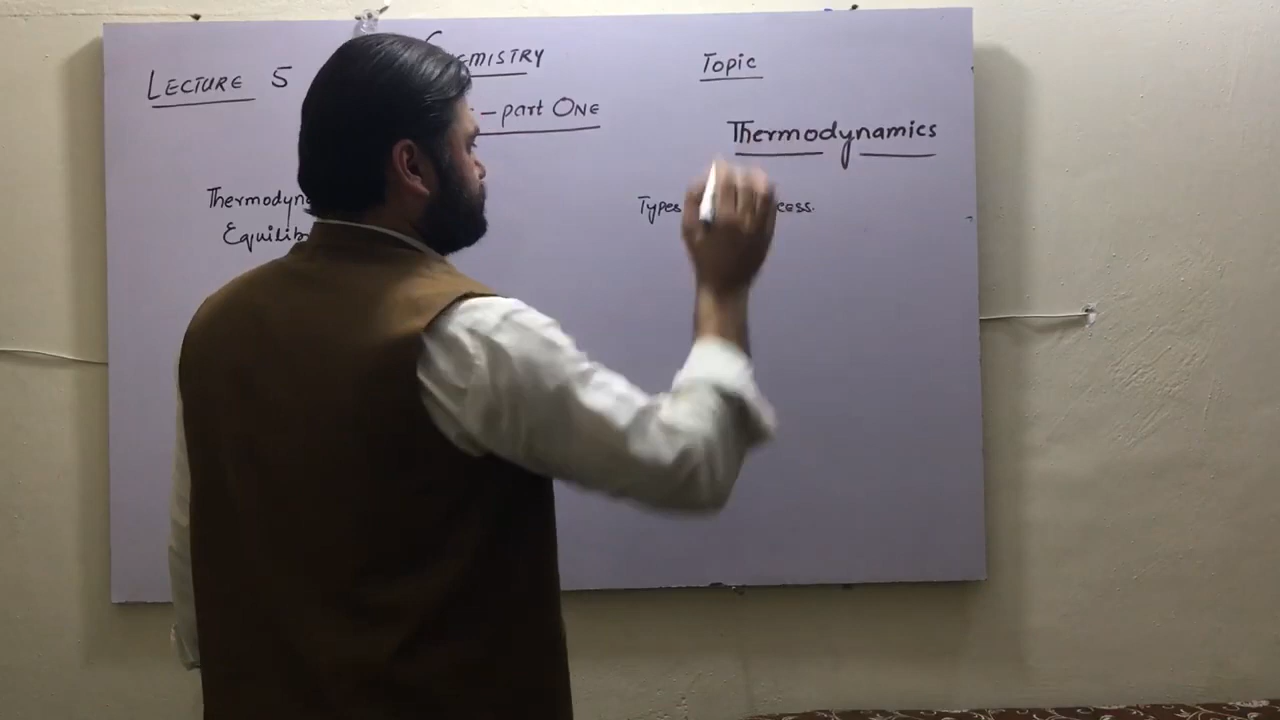 LECTURE 5
CHEMISTRY
- part ONE
Topic
Thermodynamics
Thermodyn
Equilib
Types
cess.